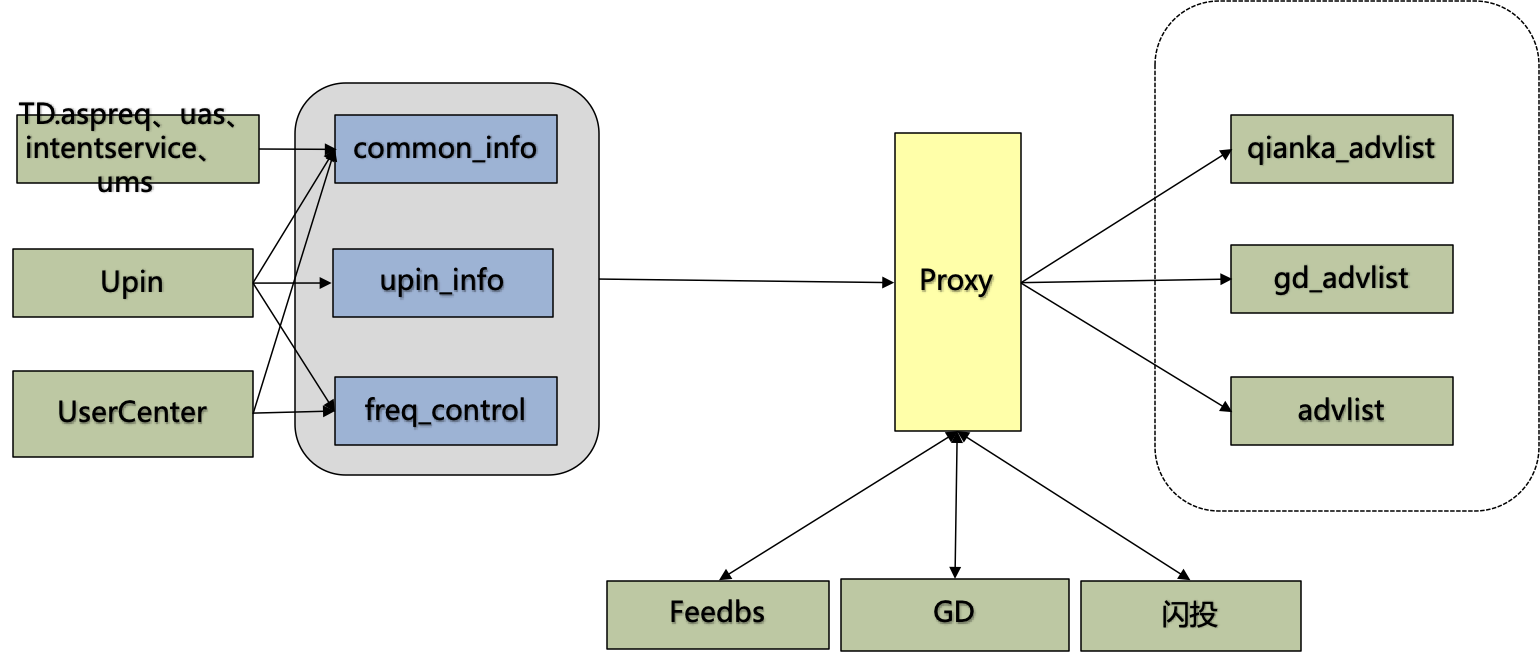 TD.aspreq、uas、
intentservice、
ums
common_info
qianka_advlist
Upin
upin_info
Proxy
gd_advlist
UserCenter
freq_control
advlist
Feedbs
GD
闪投